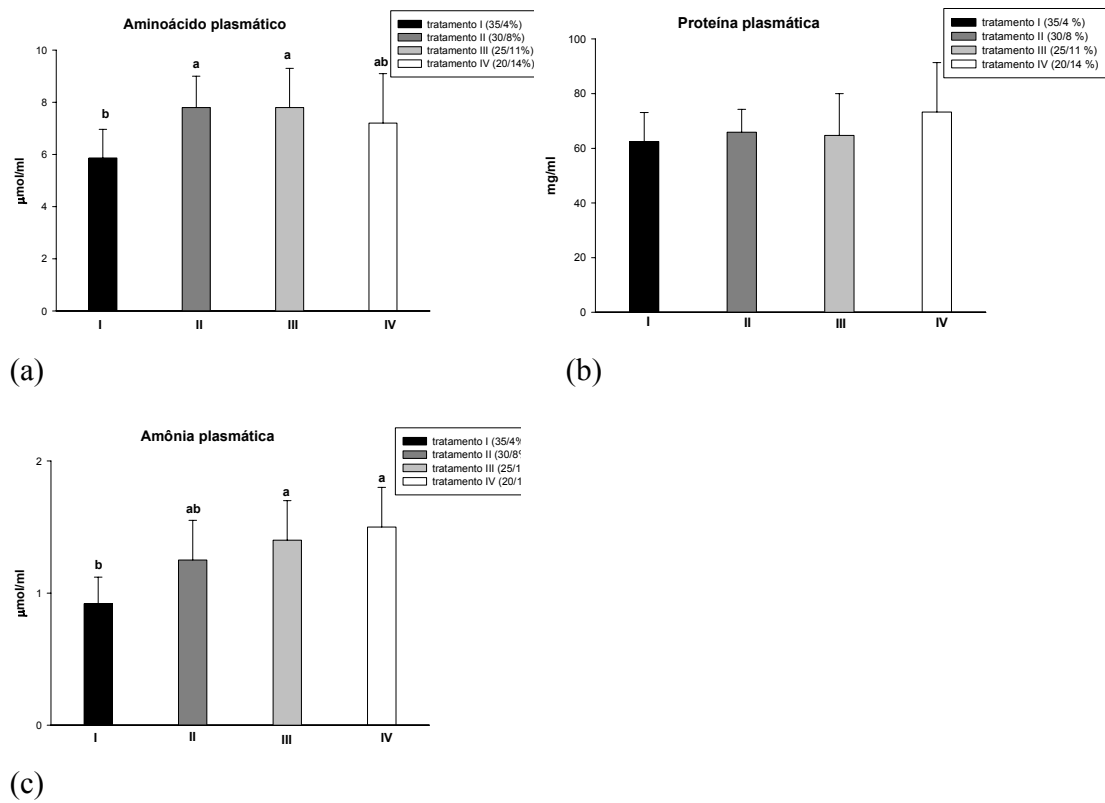 Aminoácido plasmático
tratamento I (35/4%)
tratamento II (30/8%)
tratamento III (25/11%)
tratamento IV (20/14%)
10
8
6
4
2
0
µmol/ml
b
a
a
ab
I
II
III
IV
(a)
Proteína plasmática
tratamento I (35/4 %)
tratamento II (30/8 %)
tratamento III (25/11 %)
tratamento IV (20/14 %)
100
80
60
40
20
0
mg/ml
I
II
III
IV
(b)
Amônia plasmática
tratamento I (35/4%
tratamento II (30/8%
tratamento III (25/1
tratamento IV (20/1
2
1
0
µmol/ml
b
ab
a
a
I
II
III
IV
(c)